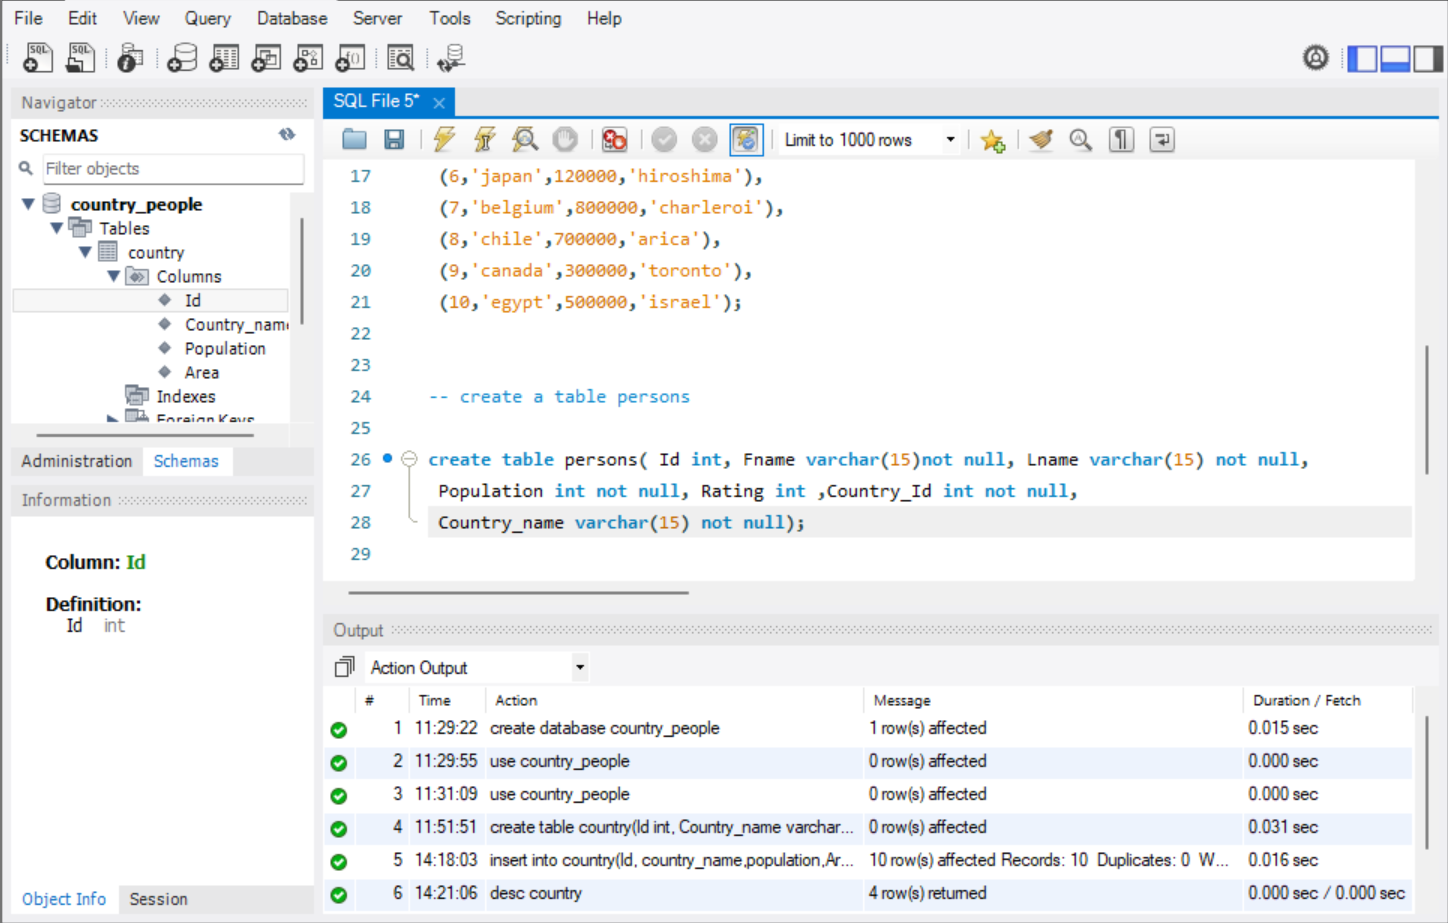 File Edit View Query Database Server Tools Scripting Help
SQL SQL
Navigator
SCHEMAS
Filter objects
country_people
Tables
country
Columns
Id
Country_name
Population
Area
Indexes
Foreign Keys
Administration Schemas
Information
Column: Id
Definition:
Id int
Object Info Session
SQL File 5*
Limit to 1000 rows
17 (6,'japan',120000,'hiroshima'),
18 (7,'belgium',800000,'charleroi'),
19 (8,'chile',700000,'arica'),
20 (9,'canada',300000,'toronto'),
21 (10,'egypt',500000,'israel');
22
23
24 -- create a table persons
25
26 create table persons( Id int, Fname varchar(15)not null, Lname varchar(15) not null,
27 Population int not null, Rating int ,Country_Id int not null,
28 Country_name varchar(15) not null);
29
Output
Action Output
# Time Action Message Duration / Fetch
1 11:29:22 create database country_people 1 row(s) affected 0.015 sec
2 11:29:55 use country_people 0 row(s) affected 0.000 sec
3 11:31:09 use country_people 0 row(s) affected 0.000 sec
4 11:51:51 create table country(Id int, Country_name varchar... 0 row(s) affected 0.031 sec
5 14:18:03 insert into country(Id, country_name,population,Ar... 10 row(s) affected Records: 10 Duplicates: 0 W... 0.016 sec
6 14:21:06 desc country 4 row(s) returned 0.000 sec / 0.000 sec